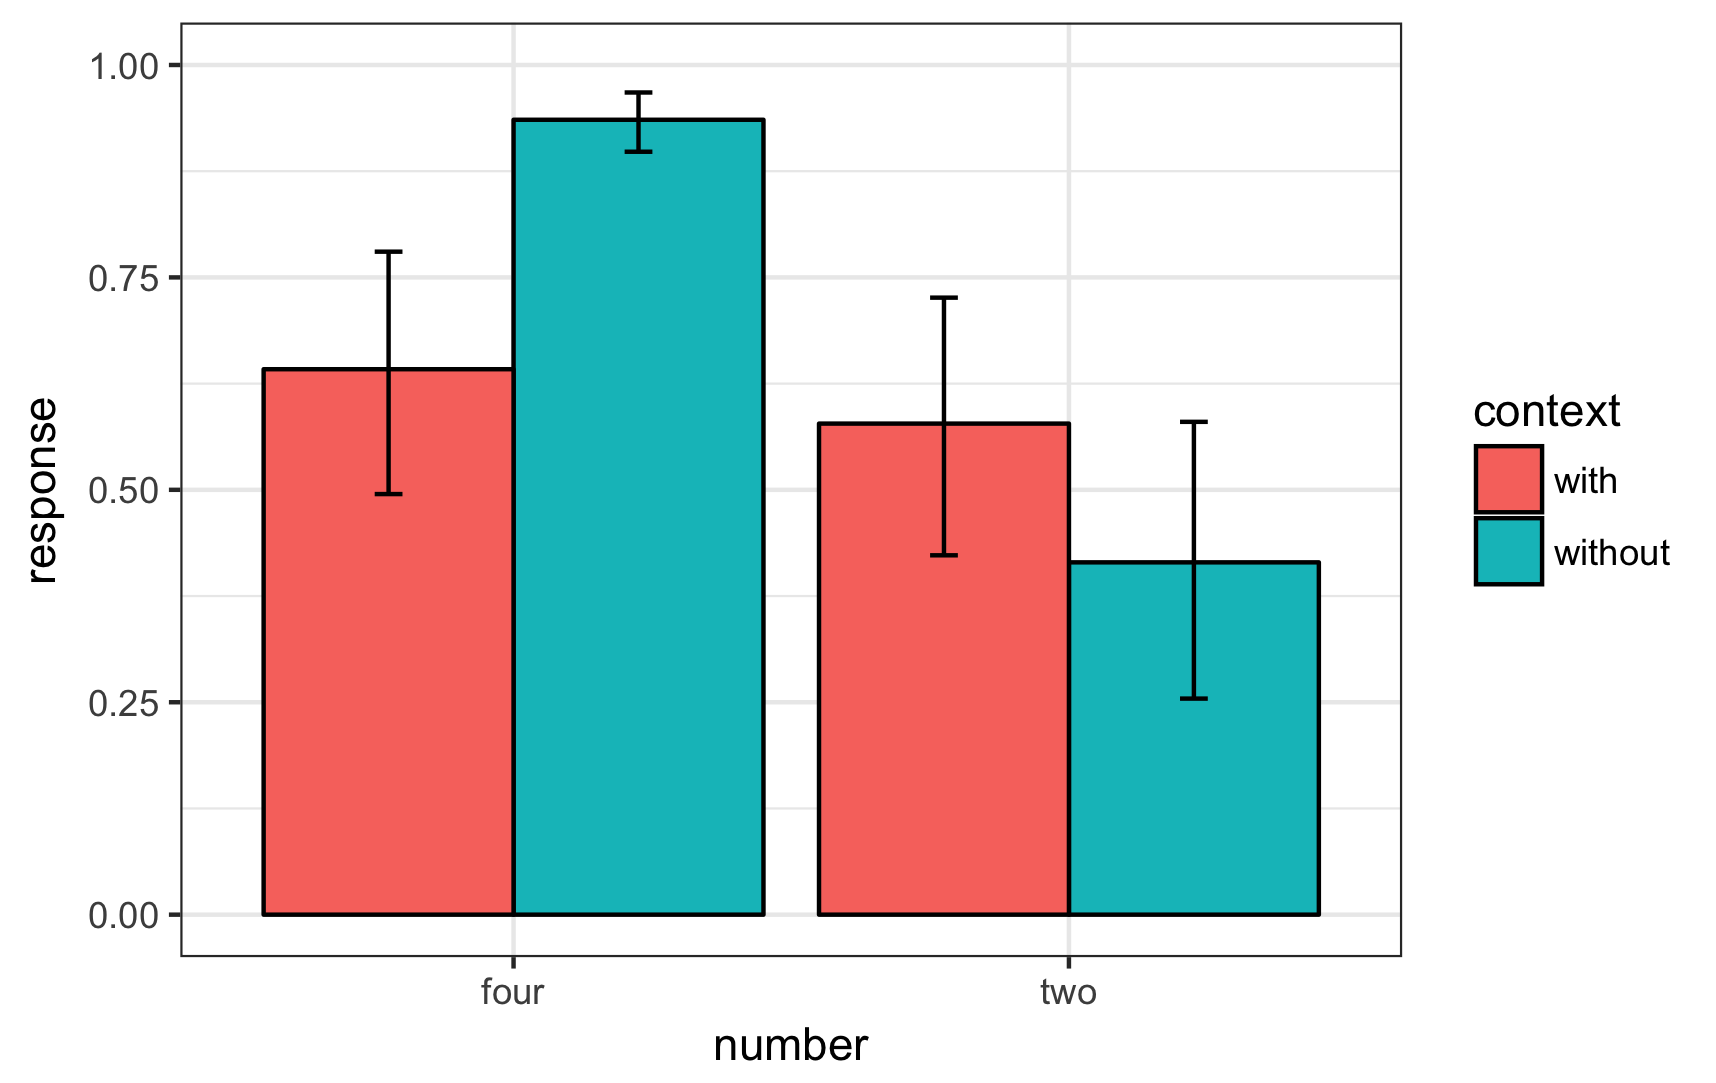 1.00
0.75
0.50
0.25
0.00
response
four two
number
context
with
without